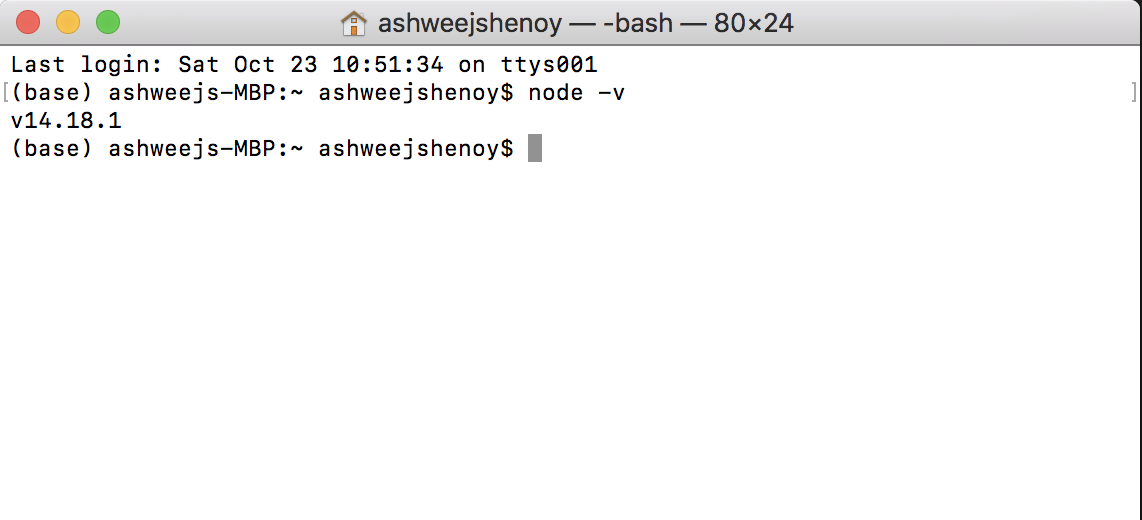 ashweejshenoy — -bash — 80×24
Last login: Sat Oct 23 10:51:34 on ttys001
[(base) ashweejs-MBP:~ ashweejshenoy$ node -v ]
v14.18.1
(base) ashweejs-MBP:~ ashweejshenoy$